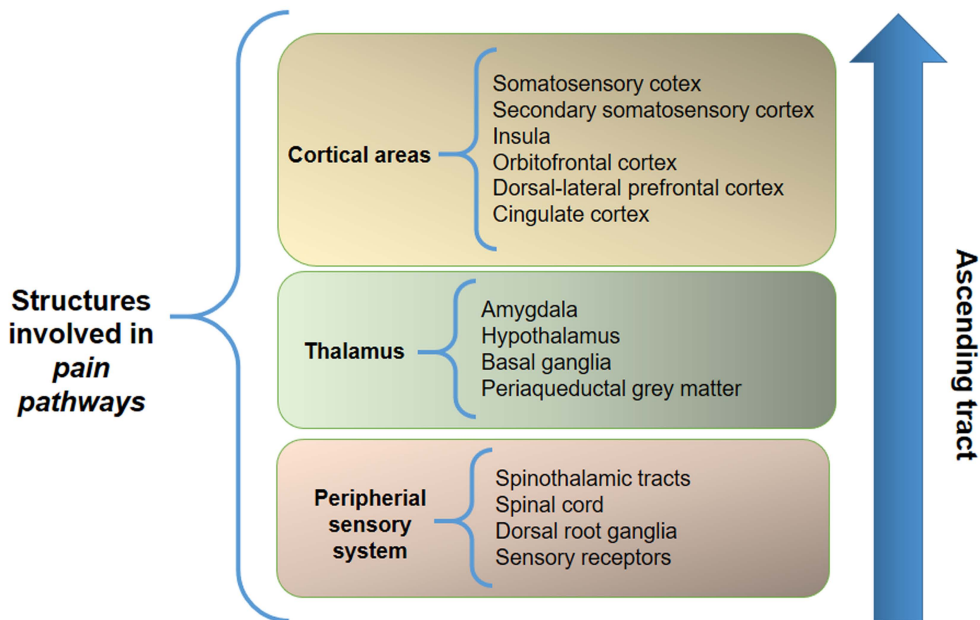 Structures
involved in
pain
pathways
Cortical areas
Somatosensory cotex
Secondary somatosensory cortex
Insula
Orbitofrontal cortex
Dorsal-lateral prefrontal cortex
Cingulate cortex
Thalamus
Amygdala
Hypothalamus
Basal ganglia
Periaqueductal grey matter
Peripherial
sensory
system
Spinothalamic tracts
Spinal cord
Dorsal root ganglia
Sensory receptors
Ascending tract